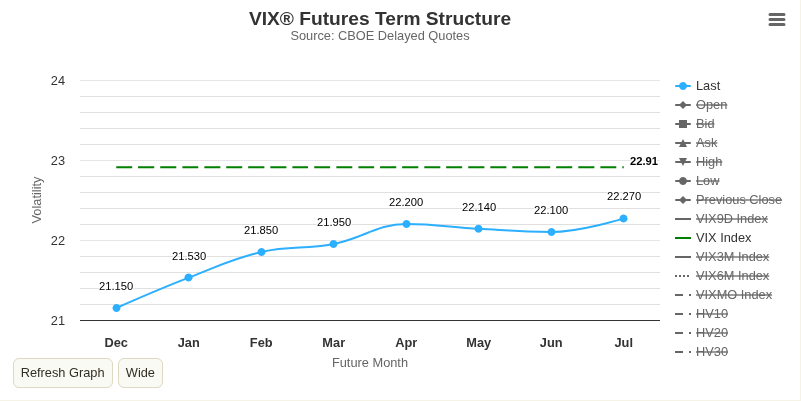 VIX® Futures Term Structure
Source: CBOE Delayed Quotes
24
23
22
21
Volatility
22.91
21.150
21.530
21.850
21.950
22.200
22.140
22.100
22.270
Dec Jan Feb Mar Apr May Jun Jul
Future Month
Last
Open
Bid
Ask
High
Low
Previous Close
VIX9D Index
VIX Index
VIX3M Index
VIX6M Index
VIXMO Index
HV10
HV20
HV30
Refresh Graph Wide